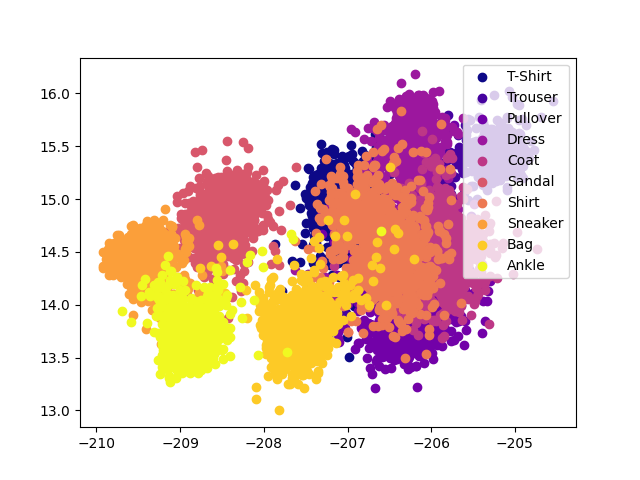 16.0
15.5
15.0
14.5
14.0
13.5
13.0
−210
−209
−208
−207
−206
−205
T-Shirt
Trouser
Pullover
Dress
Coat
Sandal
Shirt
Sneaker
Bag
Ankle